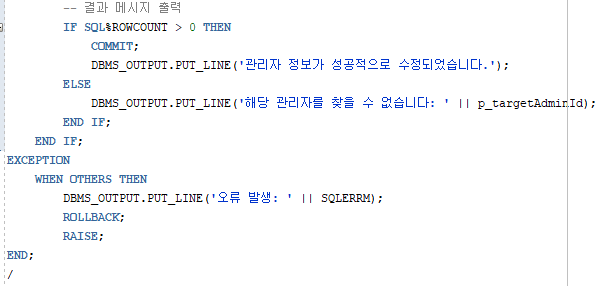 -- 결과 메시지 출력
IF SQL%ROWCOUNT > 0 THEN
COMMIT;
DBMS_OUTPUT.PUT_LINE('관리자 정보가 성공적으로 수정되었습니다.');
ELSE
DBMS_OUTPUT.PUT_LINE('해당 관리자를 찾을 수 없습니다: ' || p_targetAdminId);
END IF;
END IF;
EXCEPTION
WHEN OTHERS THEN
DBMS_OUTPUT.PUT_LINE('오류 발생: ' || SQLERRM);
ROLLBACK;
RAISE;
END;
/